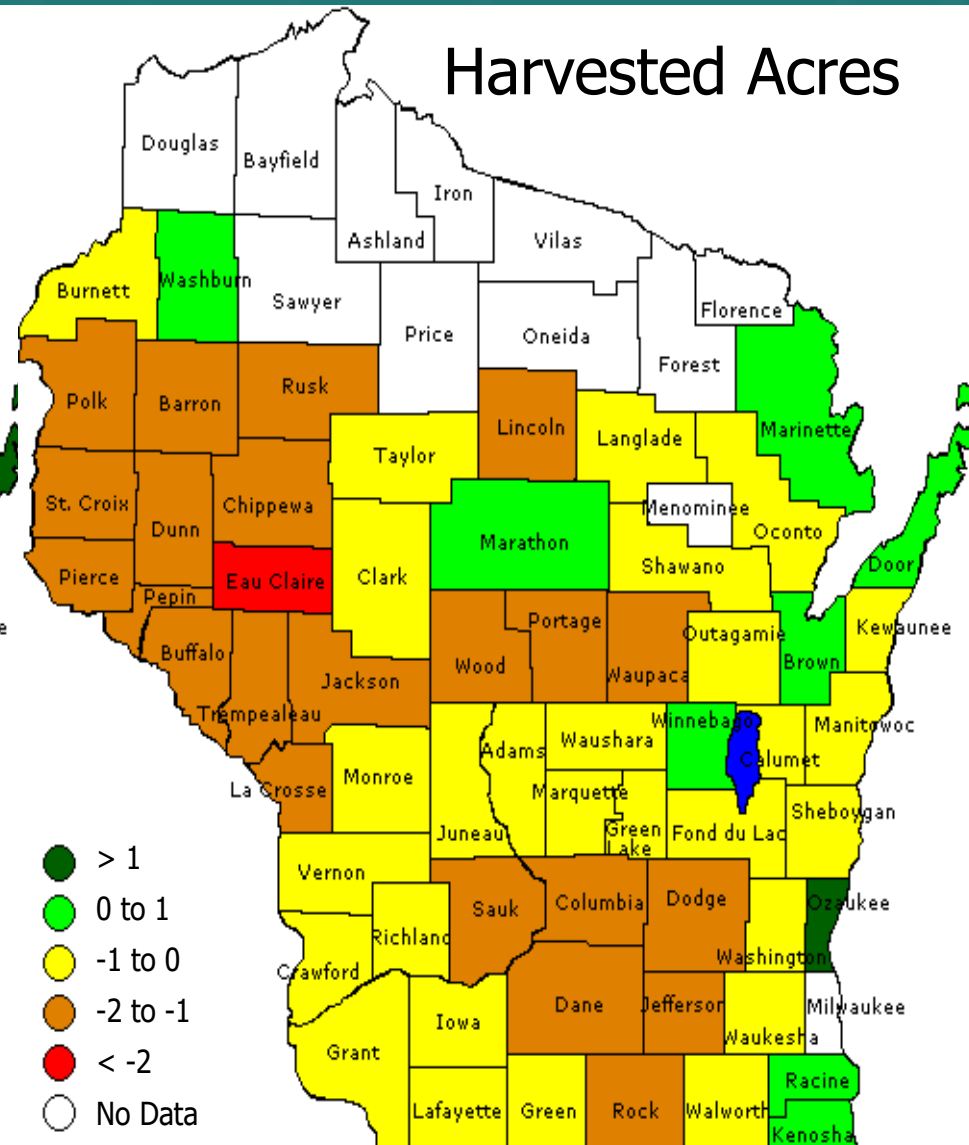 Harvested Acres
Douglas
Bayfield
Iron
Ashland
Vilas
Washburn
Burnett
Sawyer
Florence
Price
Oneida
Forest
Rusk
Polk
Barron
Lincoln
Marinette
Langlade
Taylor
St. Croix
Chippewa
Menominee
Dunn
Oconto
Marathon
Door
Shawano
Pierce
Eau Claire
Clark
Pepin
e
Portage
Kewaunee
Outagamie
Buffalo
Wood
Brown
Waupaca
Jackson
Trempealeau
Winnebago
Manitowoc
Waushara
Adams
Calumet
Monroe
La Crosse
Marquette
Sheboygan
Juneau
Green
Lake
Fond du Lac
> 1
Vernon
Dodge
Columbia
Ozaukee
0 to 1
Sauk
Richland
-1 to 0
Washington
Crawford
Dane
Jefferson
Milwaukee
-2 to -1
Iowa
Waukesha
Grant
< -2
Racine
No Data
Lafayette
Green
Rock
Walworth
Kenosha